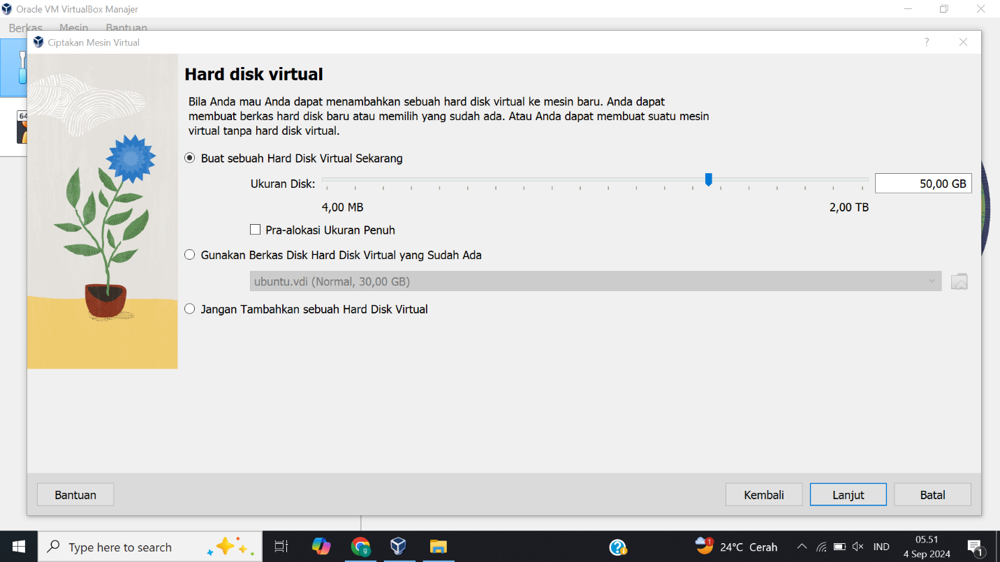 Oracle VM VirtualBox Manajer
Berkas Mesin Bantuan
Ciptakan Mesin Virtual
?
64
Hard disk virtual
Bila Anda mau Anda dapat menambahkan sebuah hard disk virtual ke mesin baru. Anda dapat
membuat berkas hard disk baru atau memilih yang sudah ada. Atau Anda dapat membuat suatu mesin
virtual tanpa hard disk virtual.
Buat sebuah Hard Disk Virtual Sekarang
Ukuran Disk: 50,00 GB
4,00 MB 2,00 TB
Pra-alokasi Ukuran Penuh
Gunakan Berkas Disk Hard Disk Virtual yang Sudah Ada
ubuntu.vdi (Normal, 30,00 GB)
Jangan Tambahkan sebuah Hard Disk Virtual
Bantuan Kembali Lanjut Batal
Type here to search
g
?
1
24°C Cerah
IND
05.51
4 Sep 2024
1